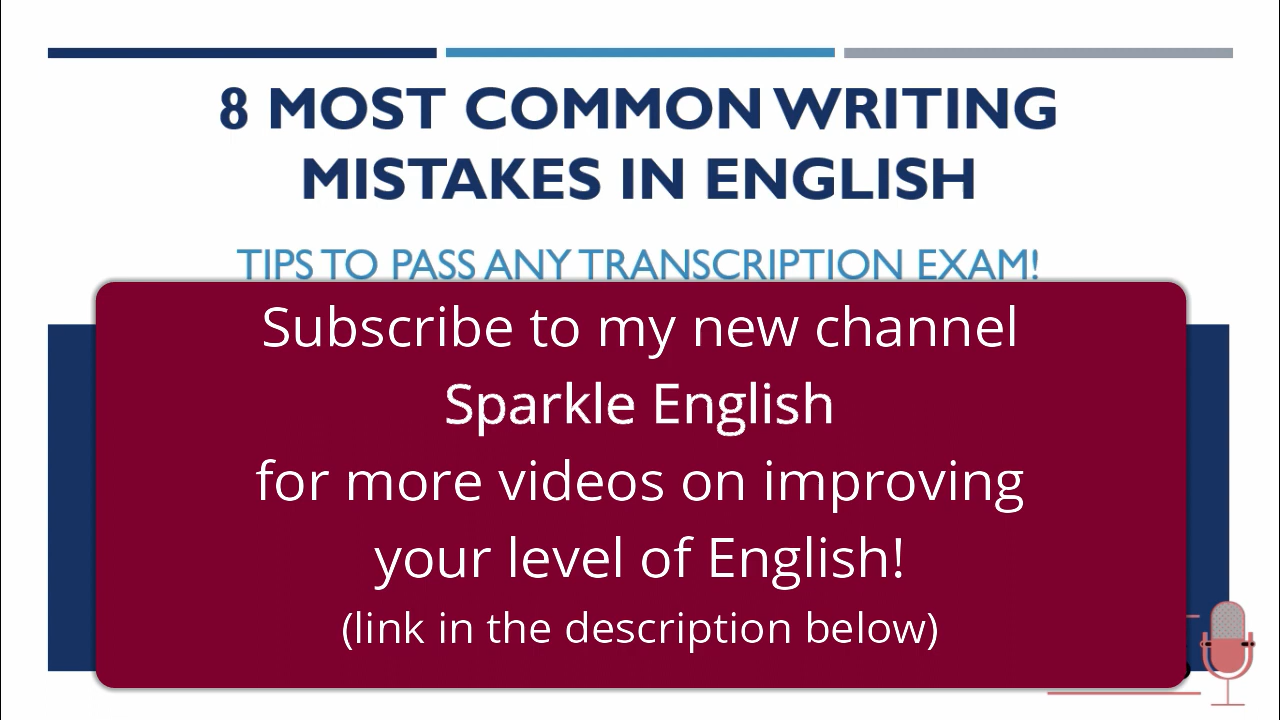 8 MOST COMMON WRITING
MISTAKES IN ENGLISH
TIPS TO PASS ANY TRANSCRIPTION EXAM!
Subscribe to my new channel
Sparkle English
for more videos on improving
your level of English!
(link in the description below)